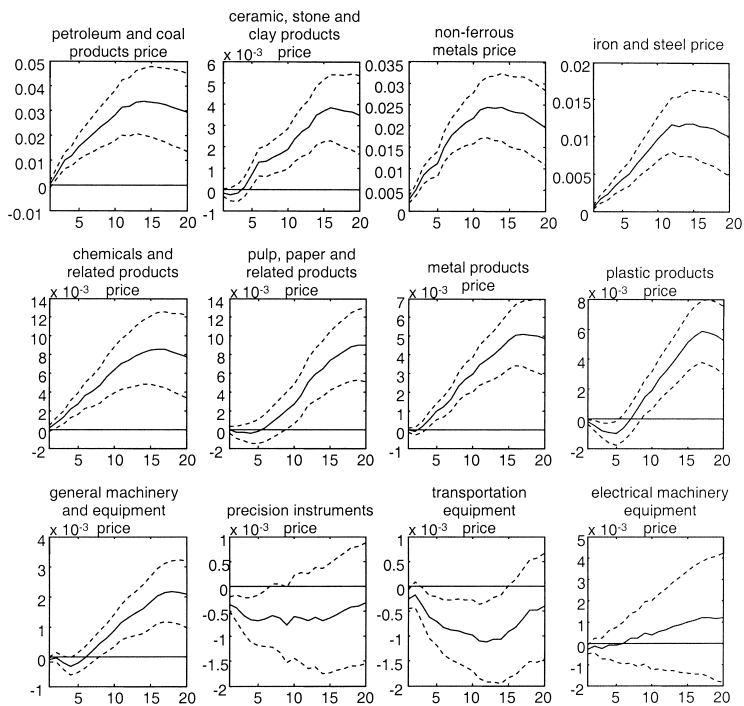 petroleum and coal
products price
ceramic, stone and
clay products
x 10-3 price
non-ferrous
metals price
iron and steel price
0.05
0.04
0.03
0.02
0.01
0
-0.01
5 10 15 20
6
5
4
3
2
1
0
-1
5 10 15 20
0.035
0.03
0.025
0.02
0.015
0.01
0.005
0
5 10 15 20
0.02
0.015
0.01
0.005
0
5 10 15 20
chemicals and
related products
x 10-3 price
pulp, paper and
related products
x 10-3 price
metal products
x 10-3 price
plastic products
x 10-3 price
14
12
10
8
6
4
2
0
-2
5 10 15 20
14
12
10
8
6
4
2
0
-2
5 10 15 20
7
6
5
4
3
2
1
0
-1
5 10 15 20
8
6
4
2
0
-2
5 10 15 20
general machinery
and equipment
x 10-3 price
precision instruments
x 10-3 price
transportation
equipment
x 10-3 price
electrical machinery
equipment
x 10-3 price
4
3
2
1
0
-1
5 10 15 20
1
0.5
0
-0.5
-1
-1.5
-2
5 10 15 20
1
0.5
0
-0.5
-1
-1.5
-2
5 10 15 20
5
4
3
2
1
0
-1
-2
5 10 15 20